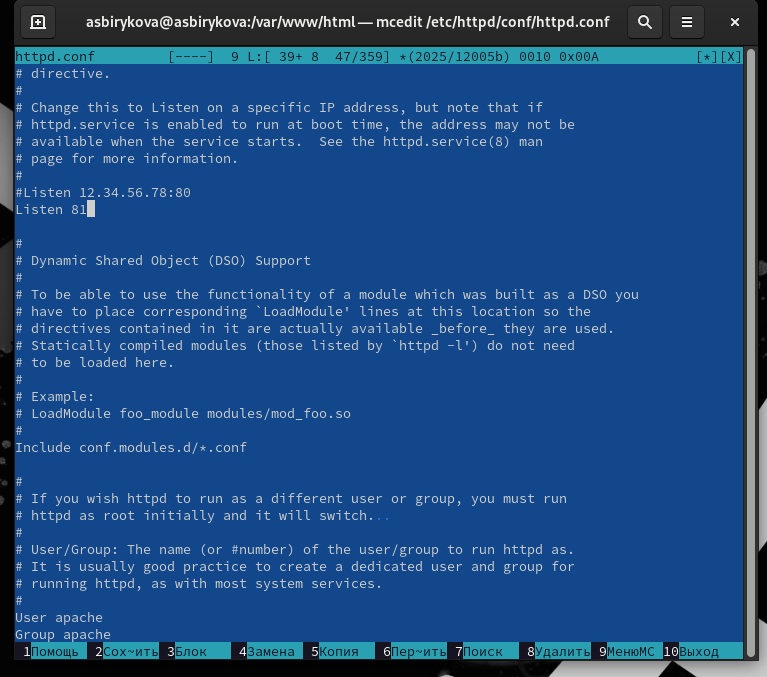 asbirykova@asbirykova:/var/www/html — mcedit /etc/httpd/conf/httpd.conf
httpd.conf [----] 9 L:[ 39+ 8 47/359] *(2025/12005b) 0010 0x00A [*][X]
# directive.
#
# Change this to Listen on a specific IP address, but note that if
# httpd.service is enabled to run at boot time, the address may not be
# available when the service starts.  See the httpd.service(8) man
# page for more information.
#
#Listen 12.34.56.78:80
Listen 81
#
# Dynamic Shared Object (DSO) Support
#
# To be able to use the functionality of a module which was built as a DSO you
# have to place corresponding `LoadModule' lines at this location so the
# directives contained in it are actually available _before_ they are used.
# Statically compiled modules (those listed by `httpd -l') do not need
# to be loaded here.
#
# Example:
# LoadModule foo_module modules/mod_foo.so
#
Include conf.modules.d/*.conf
#
# If you wish httpd to run as a different user or group, you must run
# httpd as root initially and it will switch...
#
# User/Group: The name (or #number) of the user/group to run httpd as.
# It is usually good practice to create a dedicated user and group for
# running httpd, as with most system services.
#
User apache
Group apache
1Помощь 2Сох~ить 3Блок 4Замена 5Копия 6Пер~ить 7Поиск 8Удалить 9МенюМС 10Выход